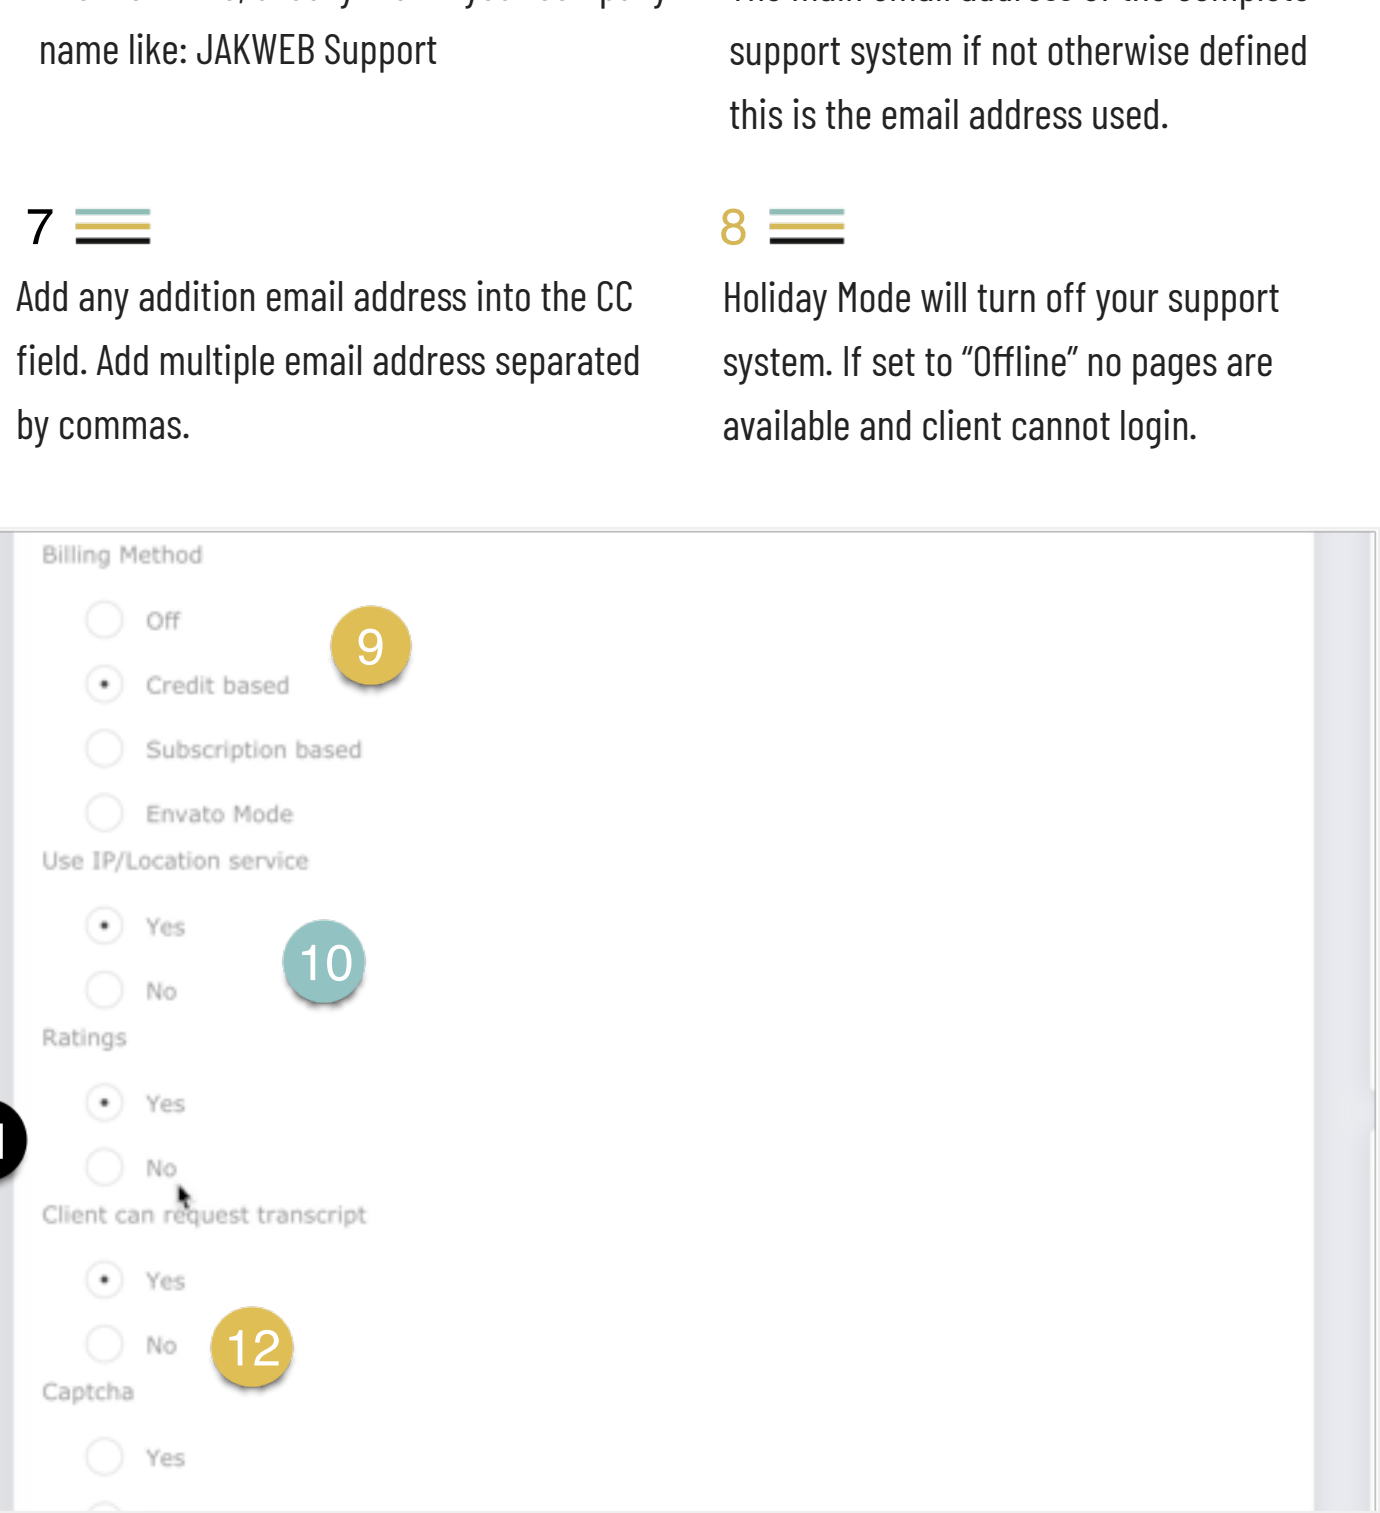 name like: JAKWEB Support
support system if not otherwise defined
this is the email address used.
7
Add any addition email address into the CC
field. Add multiple email address separated
by commas.
8
Holiday Mode will turn off your support
system. If set to “Offline” no pages are
available and client cannot login.
Billing Method
Off
9
Credit based
Subscription based
Envato Mode
Use IP/Location service
Yes
10
No
Ratings
Yes
No
Client can request transcript
Yes
No
12
Captcha
Yes